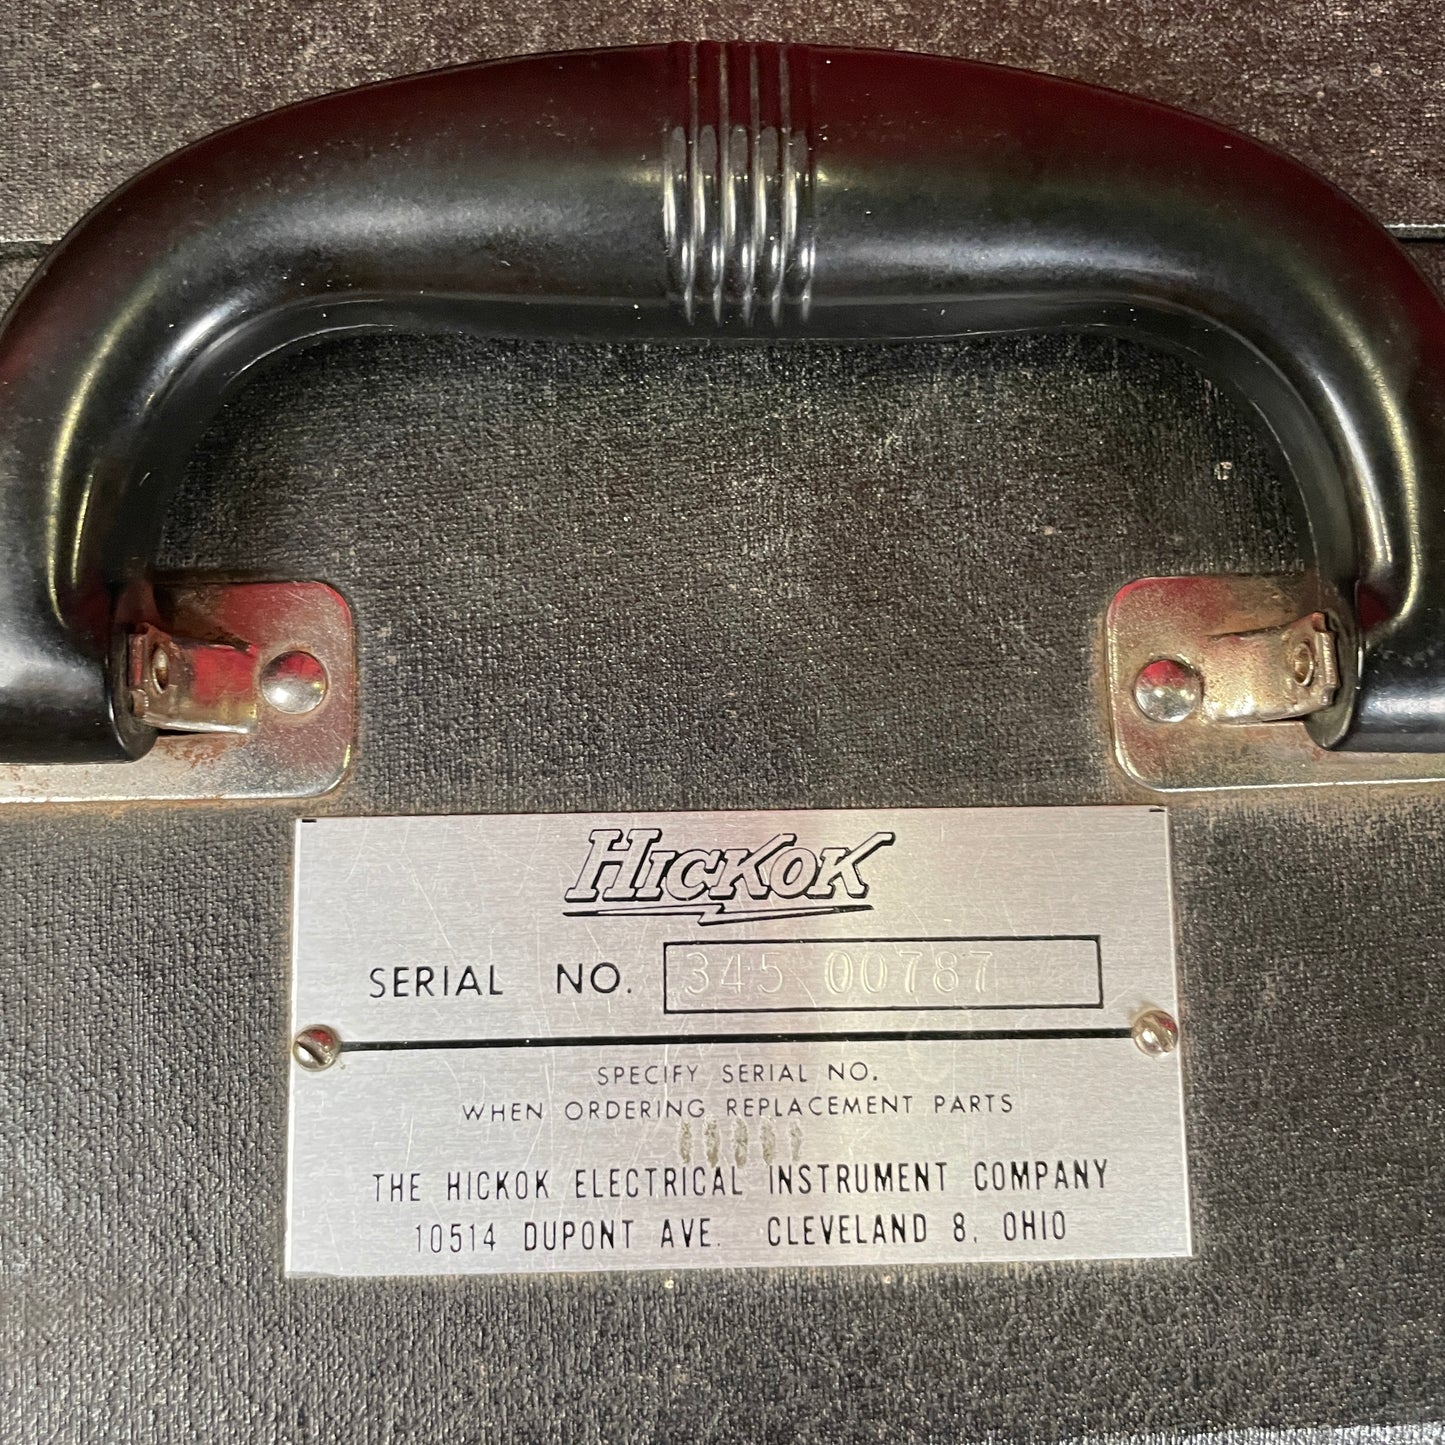 HICKOK
SERIAL NO. 345 00787
SPECIFY SERIAL NO.
WHEN ORDERING REPLACEMENT PARTS
THE HICKOK ELECTRICAL INSTRUMENT COMPANY
10514 DUPONT AVE. CLEVELAND 8, OHIO